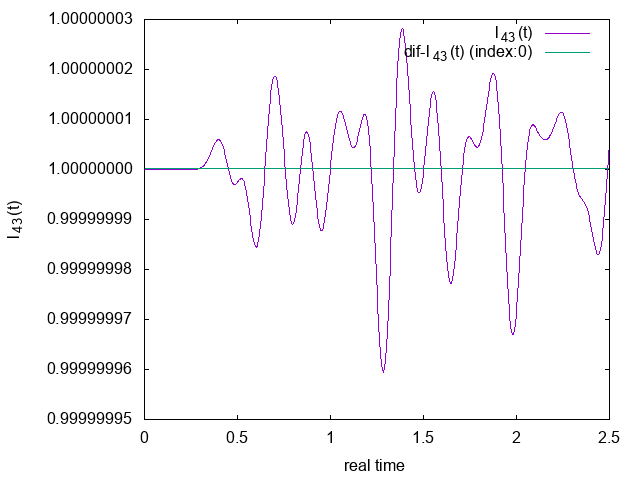 1.00000003
1.00000002
1.00000001
1.00000000
0.99999999
0.99999998
0.99999997
0.99999996
0.99999995
0 0.5 1 1.5 2 2.5
real time
I43(t)
I43(t)
dif-I43(t) (index:0)